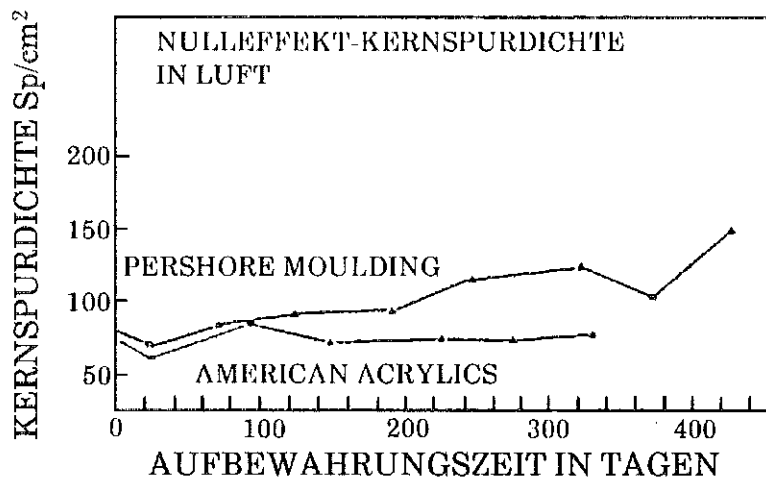 KERNSPURDICHTE Sp/cm²
NULLEFFEKT-KERNSPURDICHTE
IN LUFT
200
150
PERSHORE MOULDING
100
AMERICAN ACRYLICS
50
0 100 200 300 400
AUFBEWAHRUNGSZEIT IN TAGEN